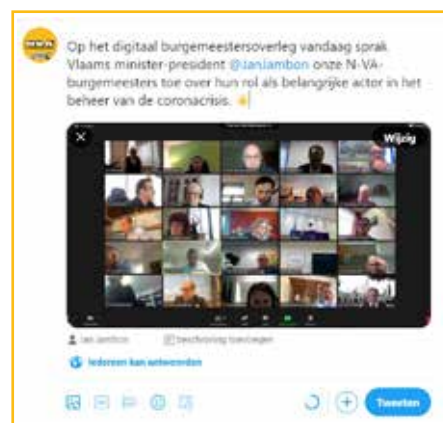 N-VA
Op het digitaal burgemeestersoverleg vandaag sprak
Vlaams minister-president @JanJambon onze N-VA-
burgemeesters toe over hun rol als belangrijke actor in het
beheer van de coronacrisis.
Wijzig
Jan Jambon
Beschrijving toevoegen
Iedereen kan antwoorden
Tweeten